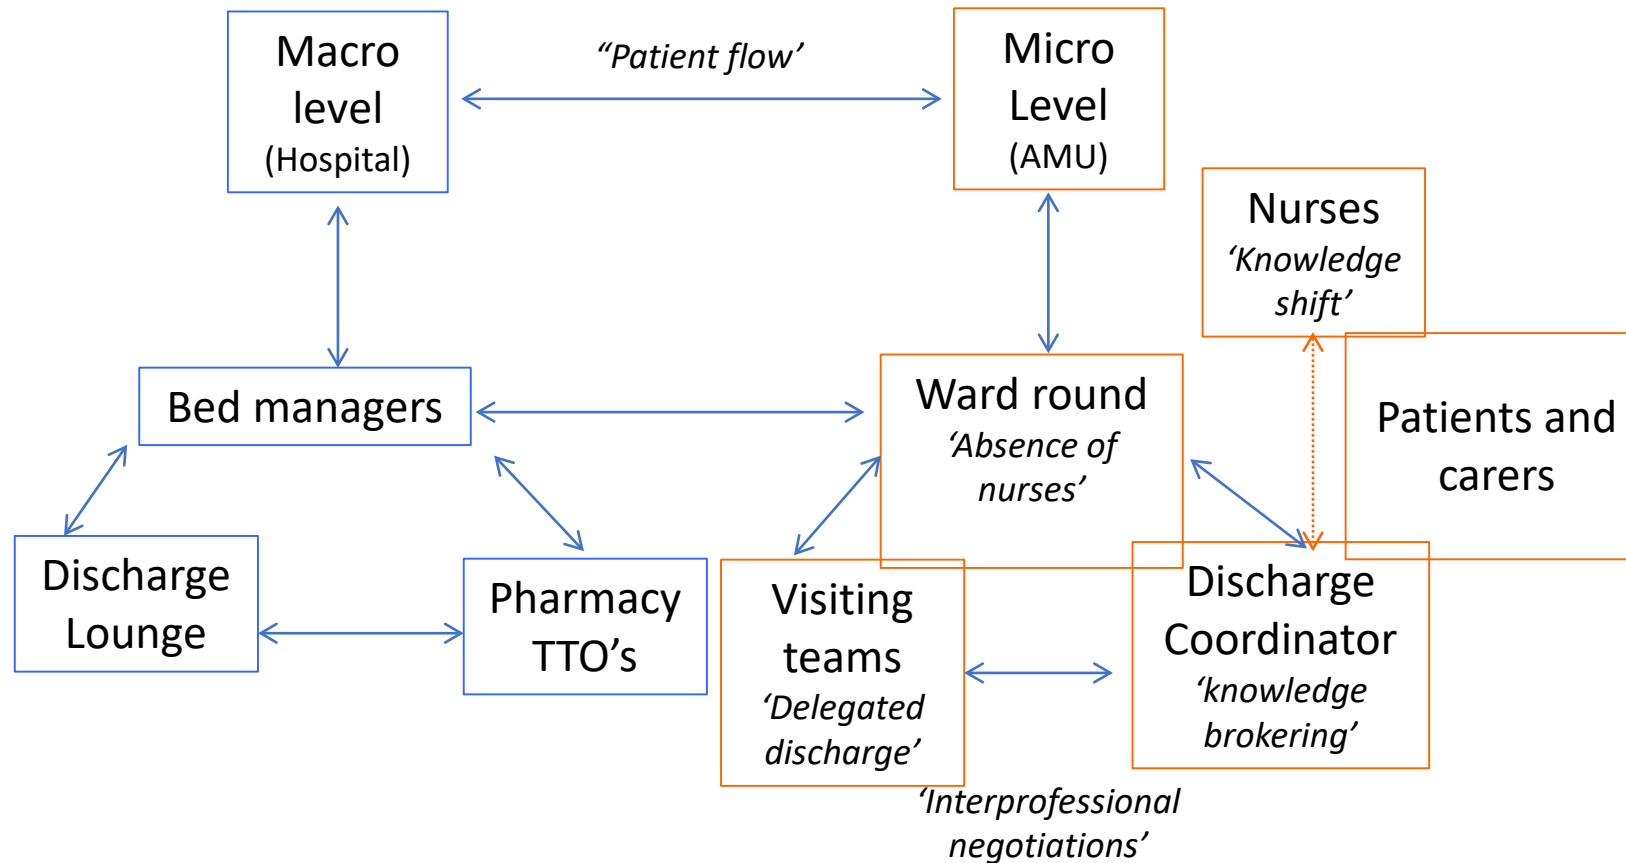 Macro
level
(Hospital)
“Patient flow’
Micro
Level
(AMU)
Nurses
‘Knowledge
shift’
Bed managers
Ward round
‘Absence of
nurses’
Patients and
carers
Discharge
Lounge
Pharmacy
TTO’s
Visiting
teams
‘Delegated
discharge’
Discharge
Coordinator
‘knowledge
brokering’
‘Interprofessional
negotiations’